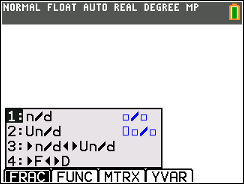 NORMAL FLOAT AUTO REAL DEGREE MP
1:n/d □/□
2:Un/d □□/□
3:▶n/d◀▶Un/d
4:▶F◀▶D
FRAC FUNC MTRX YVAR